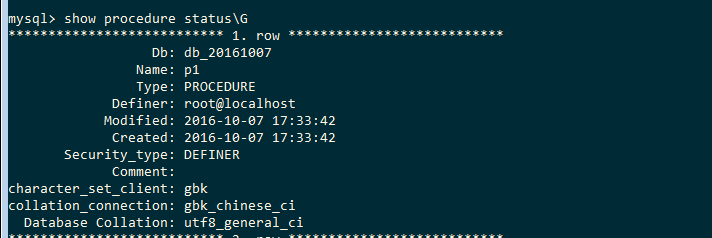 mysql> show procedure status\G
*************************** 1. row ***************************
Db: db_20161007
Name: p1
Type: PROCEDURE
Definer: root@localhost
Modified: 2016-10-07 17:33:42
Created: 2016-10-07 17:33:42
Security_type: DEFINER
Comment:
character_set_client: gbk
collation_connection: gbk_chinese_ci
Database Collation: utf8_general_ci
*************************** 2. row ***************************